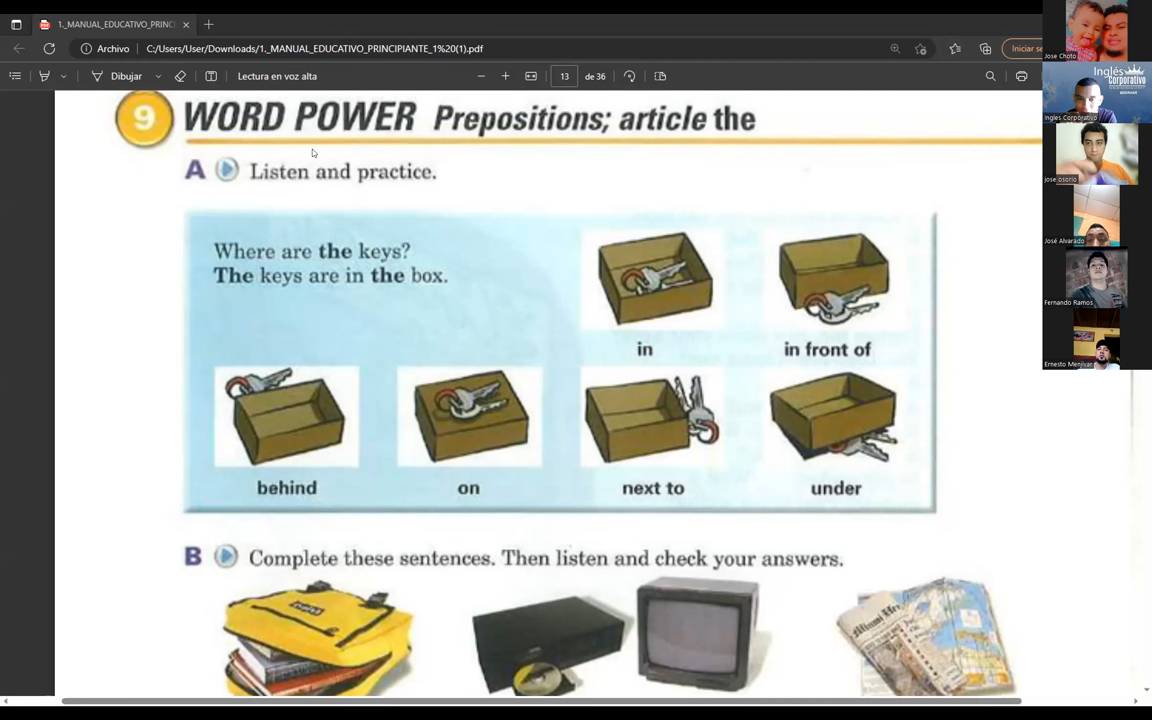 1._MANUAL_EDUCATIVO_PRINC
Archivo
C:/Users/User/Downloads/1._MANUAL_EDUCATIVO_PRINCIPIANTE_1%20(1).pdf
Iniciar se
Dibujar
Lectura en voz alta
13
de 36
9
WORD POWER Prepositions; article the
A Listen and practice.
Where are the keys?
The keys are in the box.
in
in front of
behind
on
next to
under
B Complete these sentences. Then listen and check your answers.
Jose Choto
Inglés
Corporativo
Ingles Corporativo
jose osorio
José Alvarado
Fernando Ramos
Ernesto Menjivar